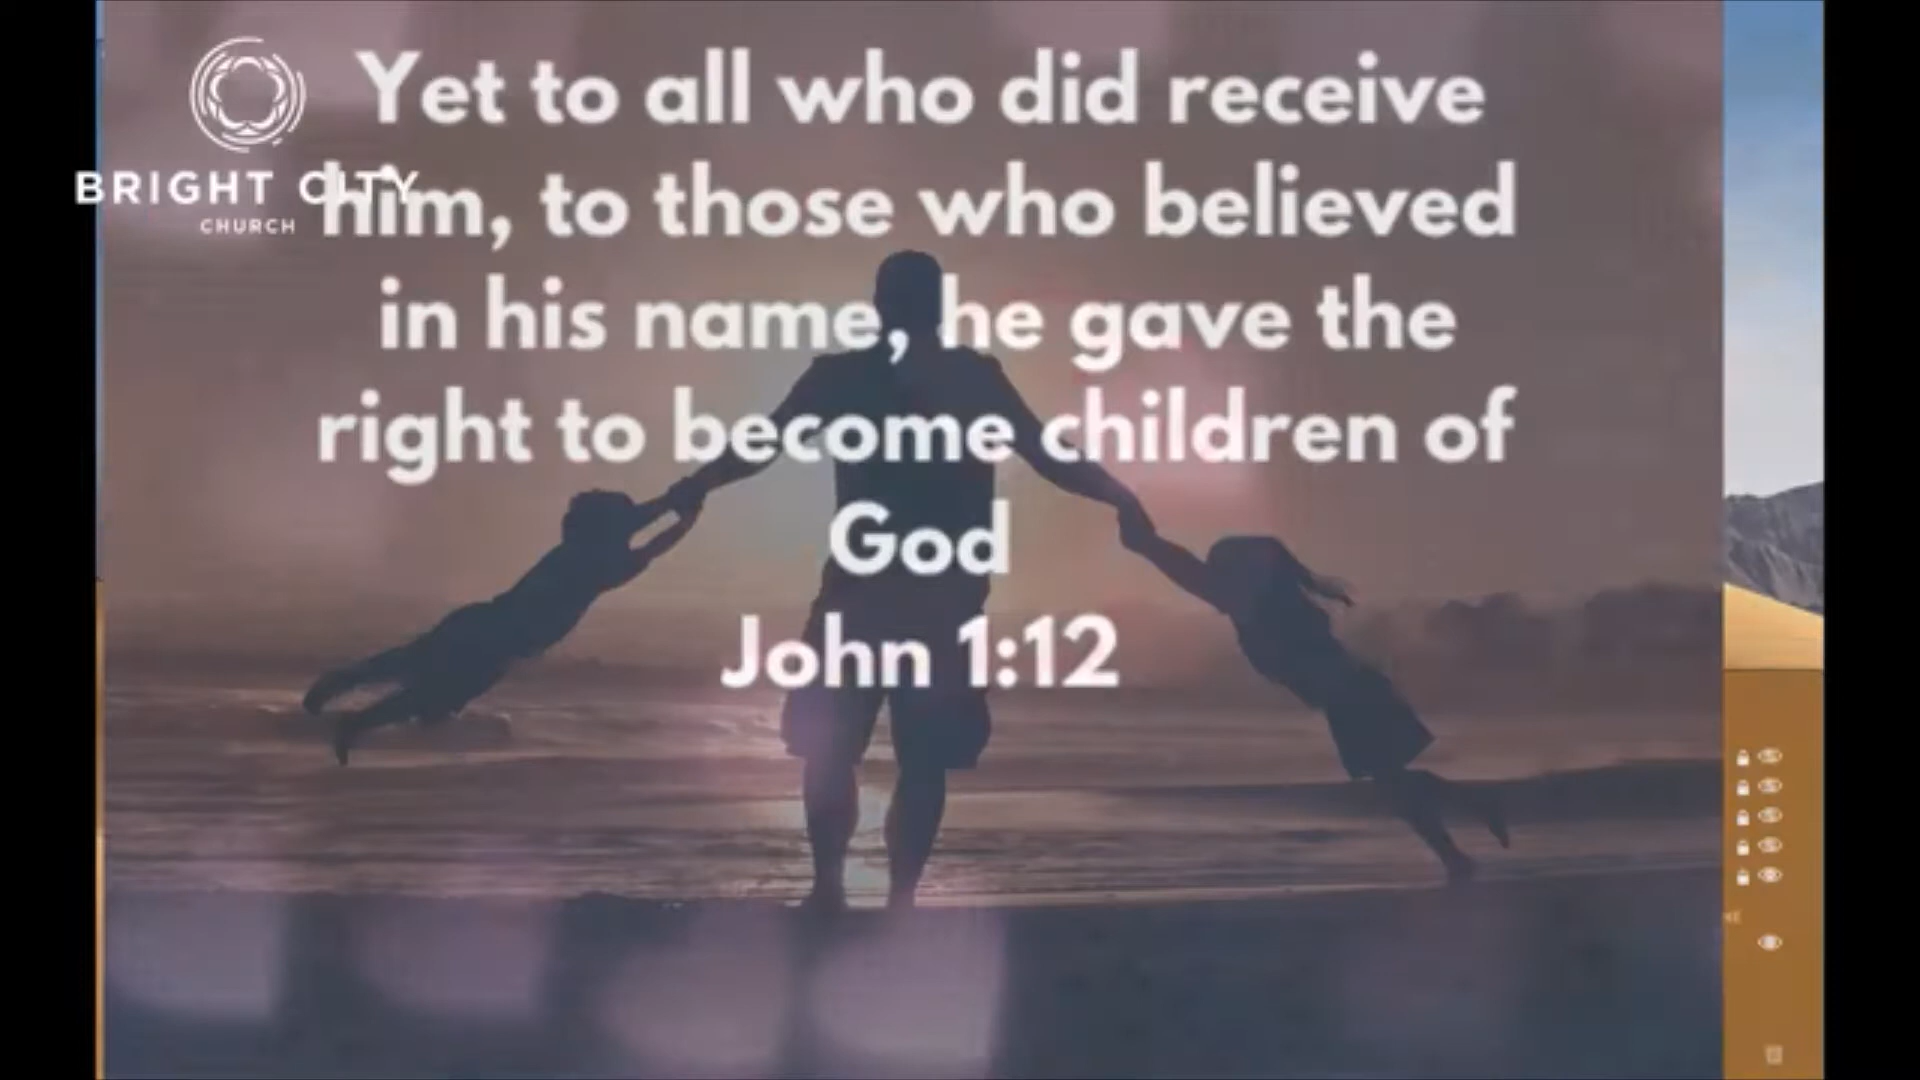 Yet to all who did receive
BRIGHT CITY
CHURCH
him, to those who believed
in his name, he gave the
right to become children of
God
John 1:12